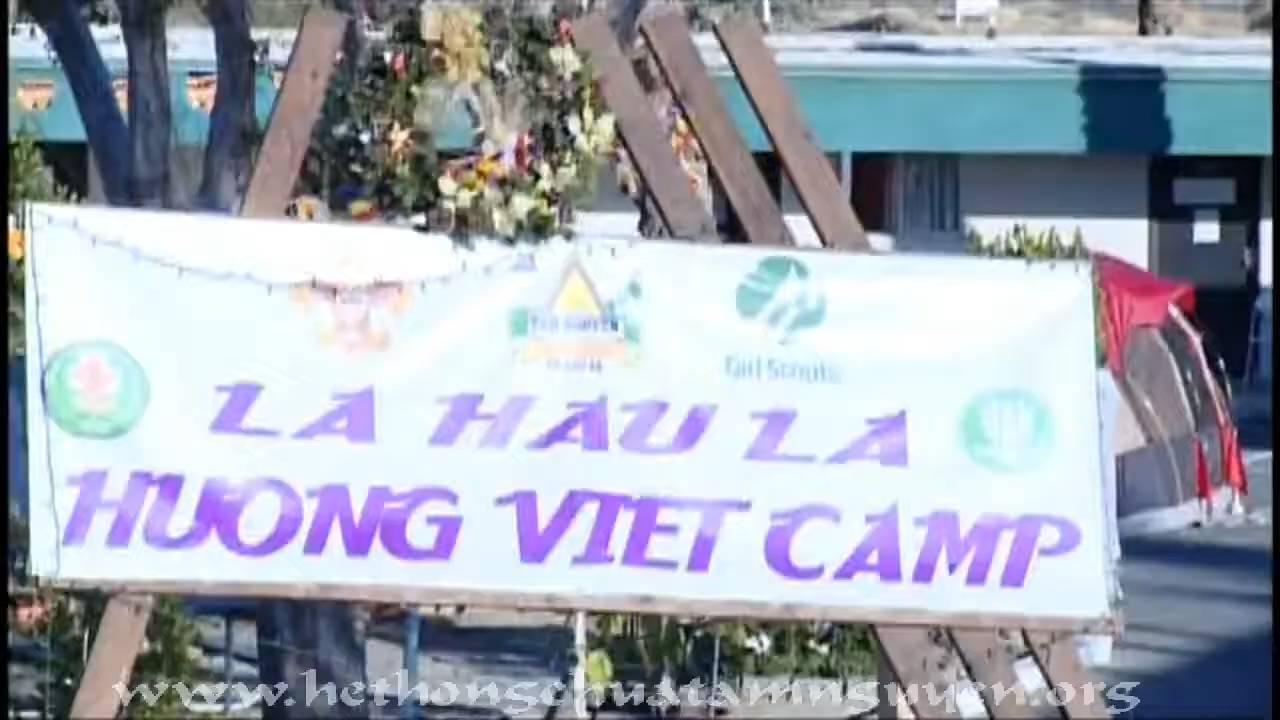 Girl Scouts
LA HAU LA
HUONG VIET CAMP
www.hethongchuatamnguyen.org